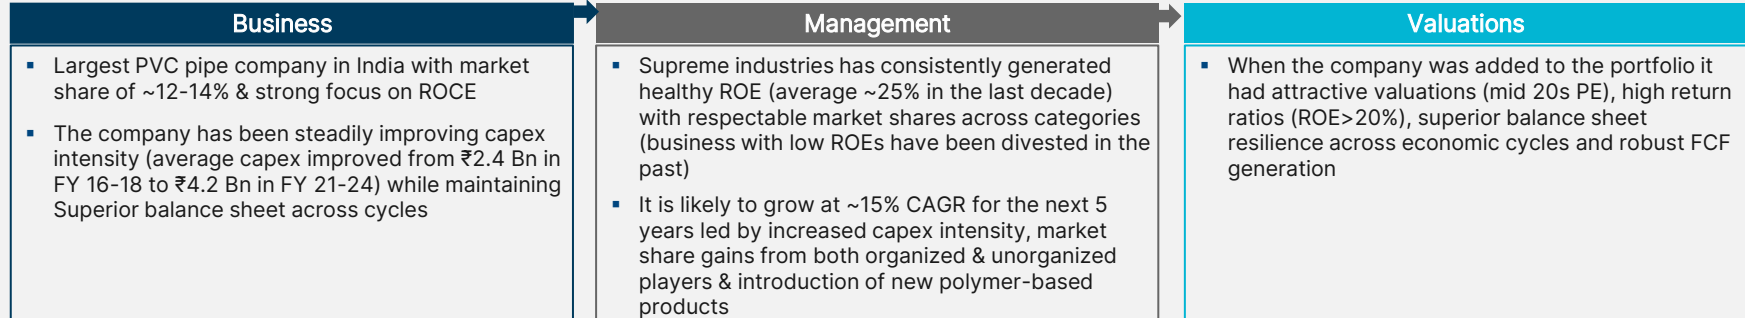 Business
Largest PVC pipe company in India with market
share of ~12-14% & strong focus on ROCE
The company has been steadily improving capex
intensity (average capex improved from ₹2.4 Bn in
FY 16-18 to ₹4.2 Bn in FY 21-24) while maintaining
Superior balance sheet across cycles
Management
Supreme industries has consistently generated
healthy ROE (average ~25% in the last decade)
with respectable market shares across categories
(business with low ROEs have been divested in the
past)
It is likely to grow at ~15% CAGR for the next 5
years led by increased capex intensity, market
share gains from both organized & unorganized
players & introduction of new polymer-based
products
Valuations
When the company was added to the portfolio it
had attractive valuations (mid 20s PE), high return
ratios (ROE>20%), superior balance sheet
resilience across economic cycles and robust FCF
generation